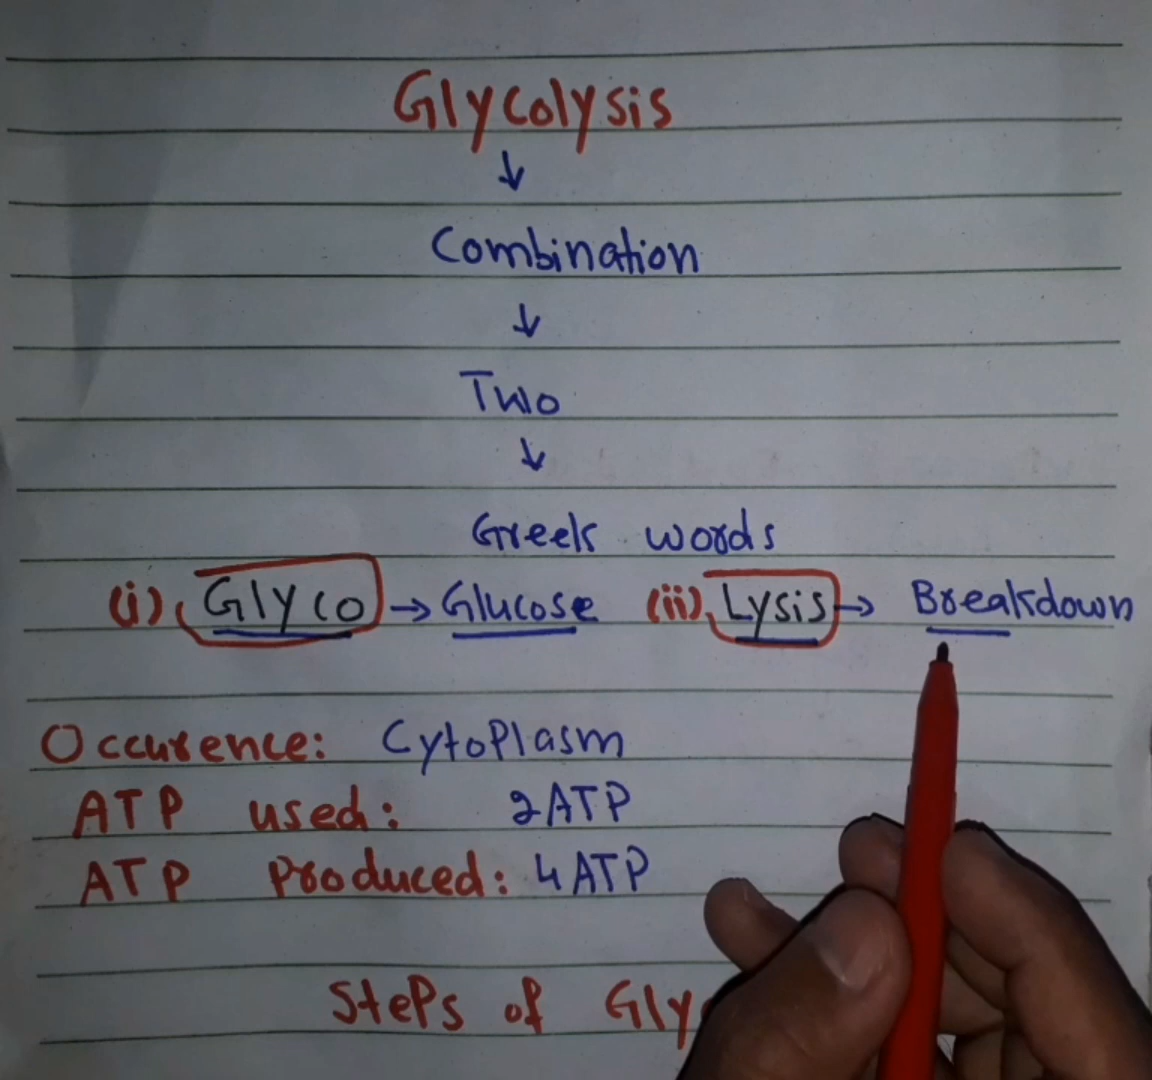 Glycolysis
↓
Combination
↓
Two
↓
Greek words
(i) Glyco → Glucose (ii) Lysis → Breakdown
Occurence: Cytoplasm
ATP used: 2ATP
ATP Produced: 4ATP
Steps of Gly